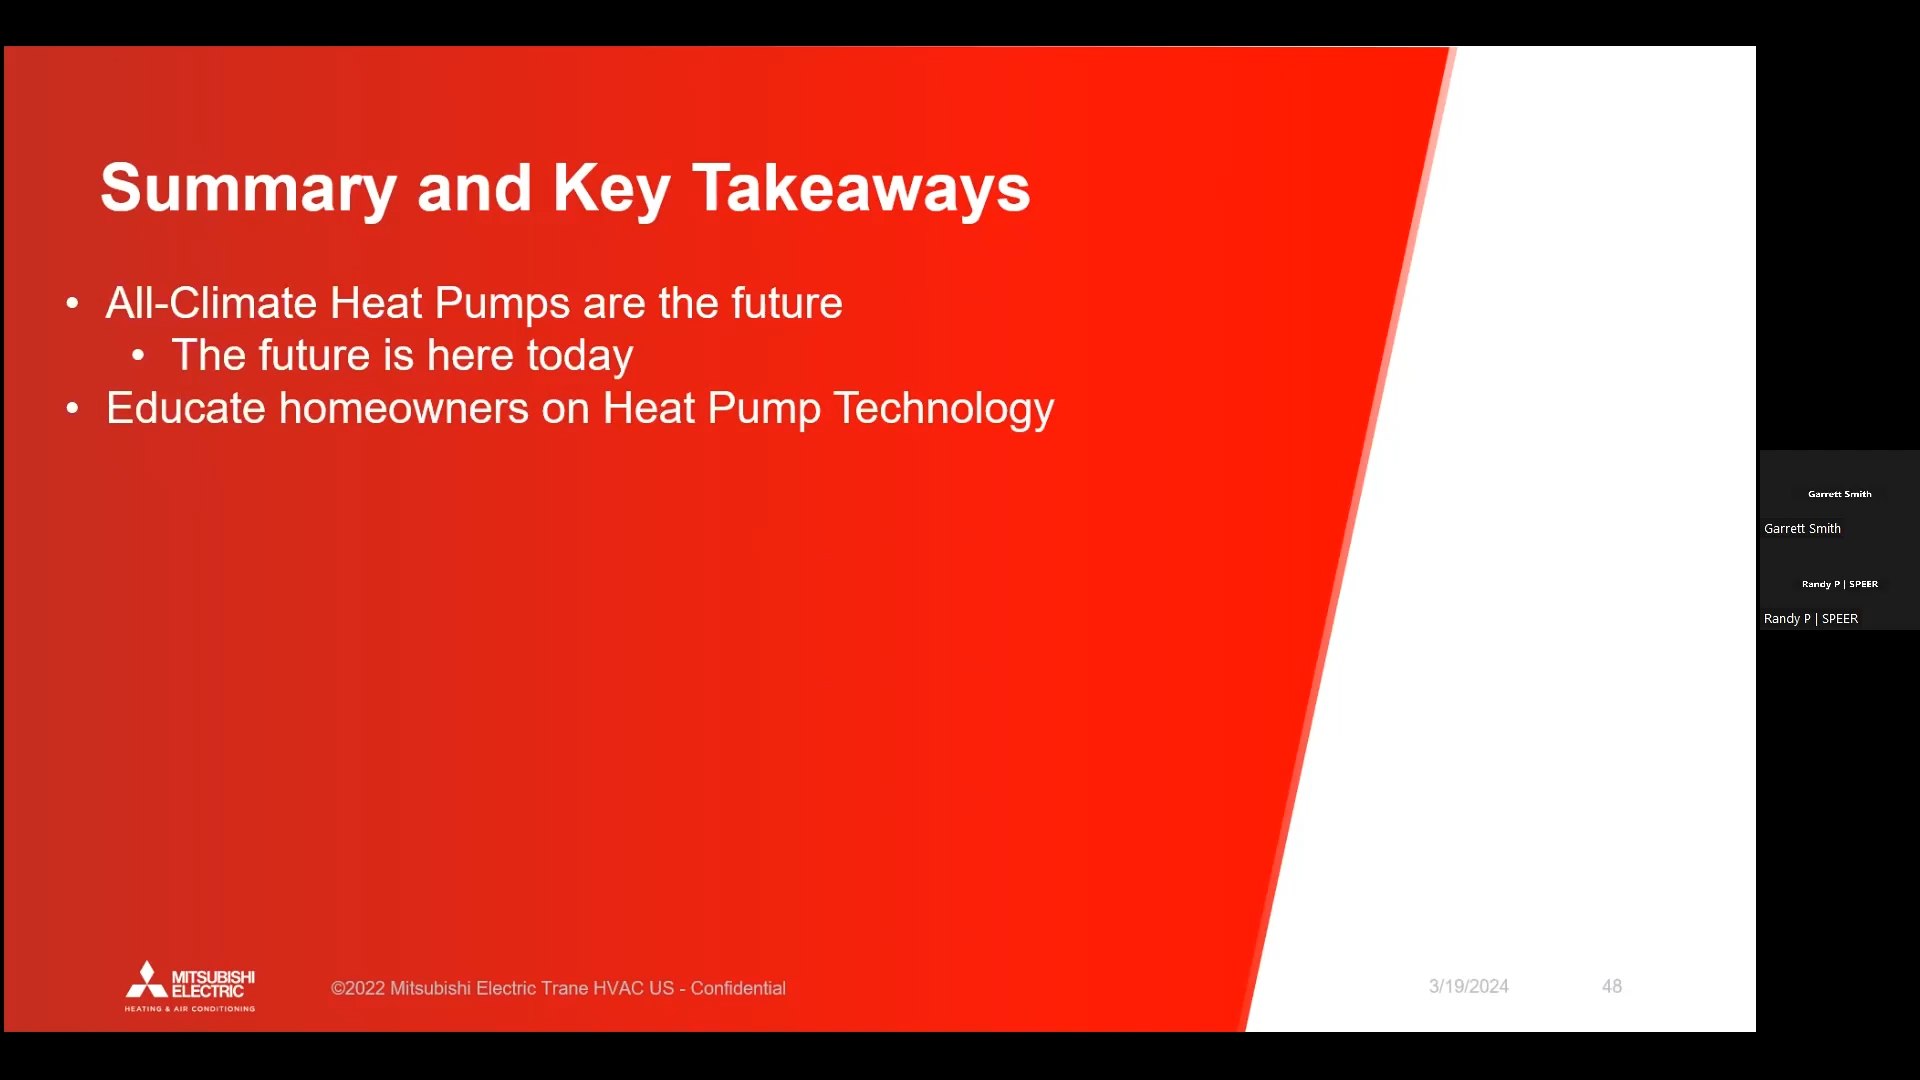 Summary and Key Takeaways
• All-Climate Heat Pumps are the future
• The future is here today
• Educate homeowners on Heat Pump Technology
MITSUBISHI
ELECTRIC
HEATING & AIR CONDITIONING
©2022 Mitsubishi Electric Trane HVAC US - Confidential
3/19/2024
48
Garrett Smith
Garrett Smith
Randy P | SPEER
Randy P | SPEER